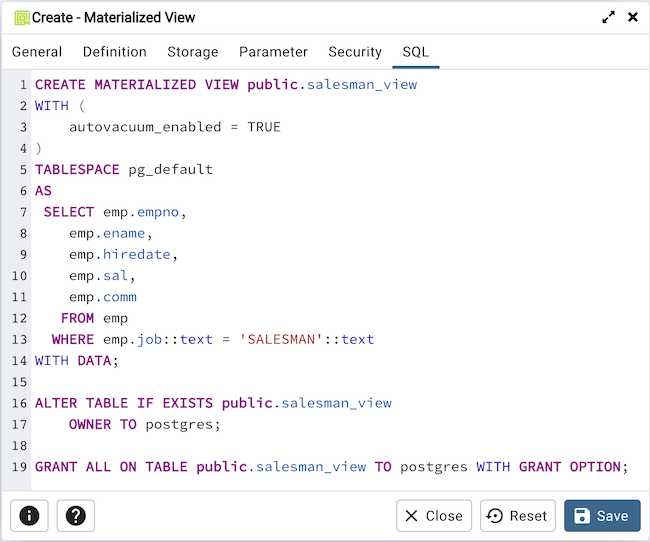 Create - Materialized View
General Definition Storage Parameter Security SQL
1 CREATE MATERIALIZED VIEW public.salesman_view
2 WITH (
3     autovacuum_enabled = TRUE
4 )
5 TABLESPACE pg_default
6 AS
7  SELECT emp.empno,
8     emp.ename,
9     emp.hiredate,
10     emp.sal,
11     emp.comm
12    FROM emp
13   WHERE emp.job::text = 'SALESMAN'::text
14 WITH DATA;
15
16 ALTER TABLE IF EXISTS public.salesman_view
17     OWNER TO postgres;
18
19 GRANT ALL ON TABLE public.salesman_view TO postgres WITH GRANT OPTION;
Close Reset Save